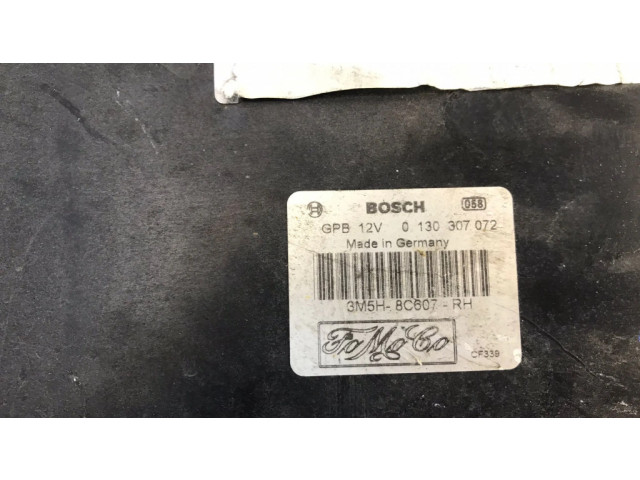 BOSCH 058
GPB 12V 0 130 307 072
Made in Germany
3M5H- 8C607 - RH
FoMoCo
CF339